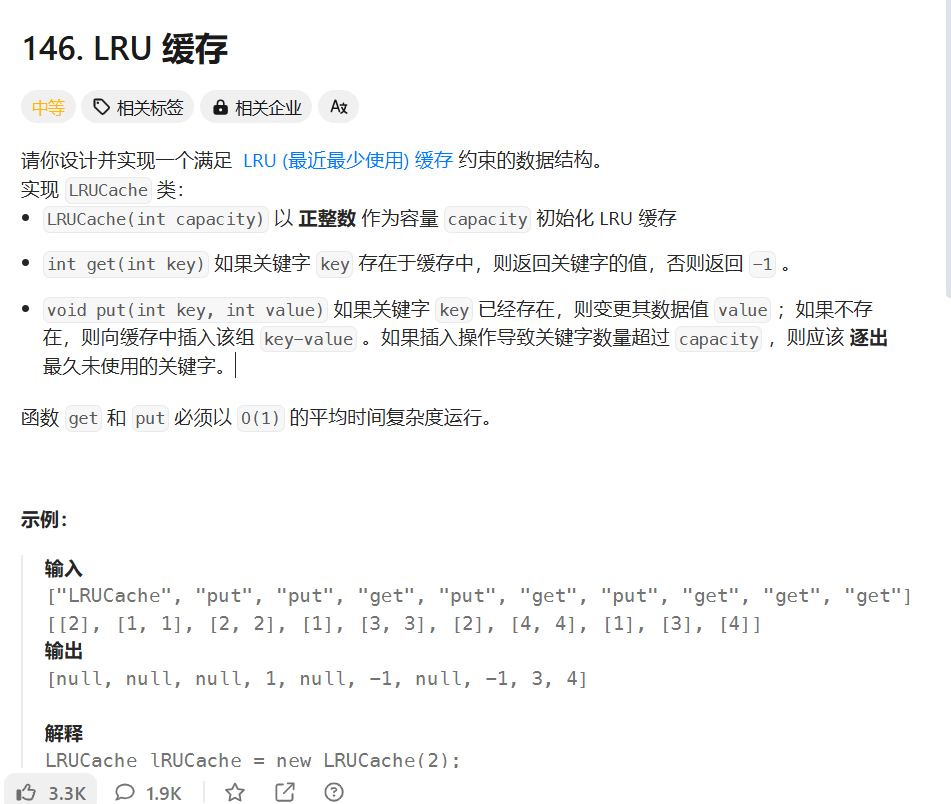 146. LRU 缓存
中等 相关标签 相关企业 Aあ
请你设计并实现一个满足 LRU (最近最少使用) 缓存 约束的数据结构。
实现 LRUCache 类：
LRUCache(int capacity) 以 正整数 作为容量 capacity 初始化 LRU 缓存
int get(int key) 如果关键字 key 存在于缓存中，则返回关键字的值，否则返回 -1 。
void put(int key, int value) 如果关键字 key 已经存在，则变更其数据值 value ；如果不存
在，则向缓存中插入该组 key-value 。如果插入操作导致关键字数量超过 capacity ，则应该 逐出
最久未使用的关键字。
函数 get 和 put 必须以 O(1) 的平均时间复杂度运行。
示例：
输入
["LRUCache", "put", "put", "get", "put", "get", "put", "get", "get", "get"]
[[2], [1, 1], [2, 2], [1], [3, 3], [2], [4, 4], [1], [3], [4]]
输出
[null, null, null, 1, null, -1, null, -1, 3, 4]
解释
LRUCache lRUCache = new LRUCache(2);
3.3K 1.9K